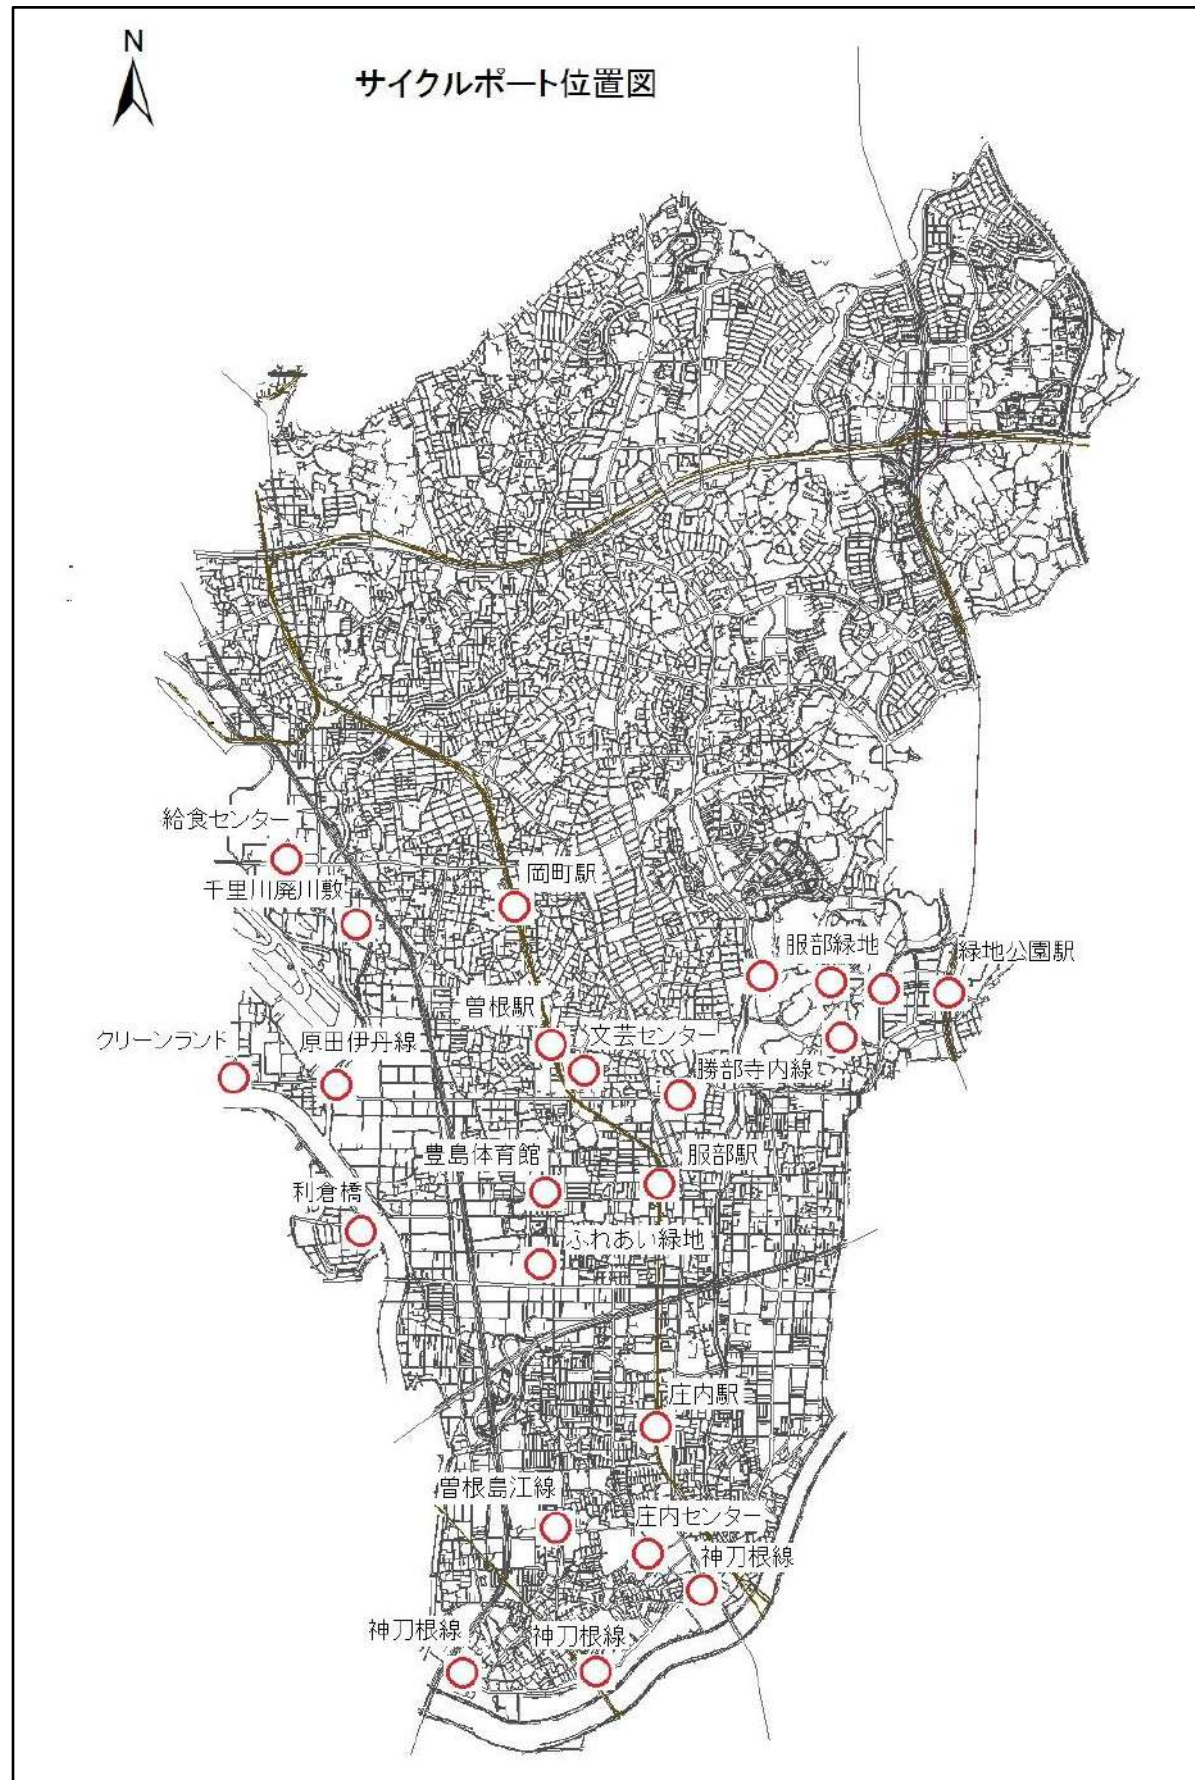 N
サイクルポート位置図
給食センター
岡町駅
千里川廃川敷
服部緑地
緑地公園駅
曽根駅
文芸センター
クリーンランド
原田伊丹線
勝部寺内線
豊島体育館
服部駅
利倉橋
ふれあい緑地
庄内駅
曽根島江線
庄内センター
神刀根線
神刀根線
神刀根線